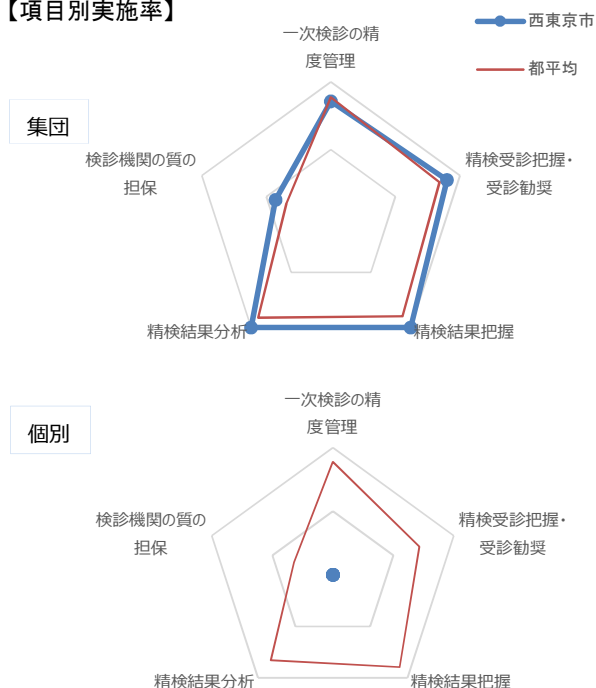 【項目別実施率】
西東京市
都平均
集団
一次検診の精
度管理
精検受診把握・
受診勧奨
精検結果把握
精検結果分析
検診機関の質の
担保
個別
一次検診の精
度管理
精検受診把握・
受診勧奨
精検結果把握
精検結果分析
検診機関の質の
担保